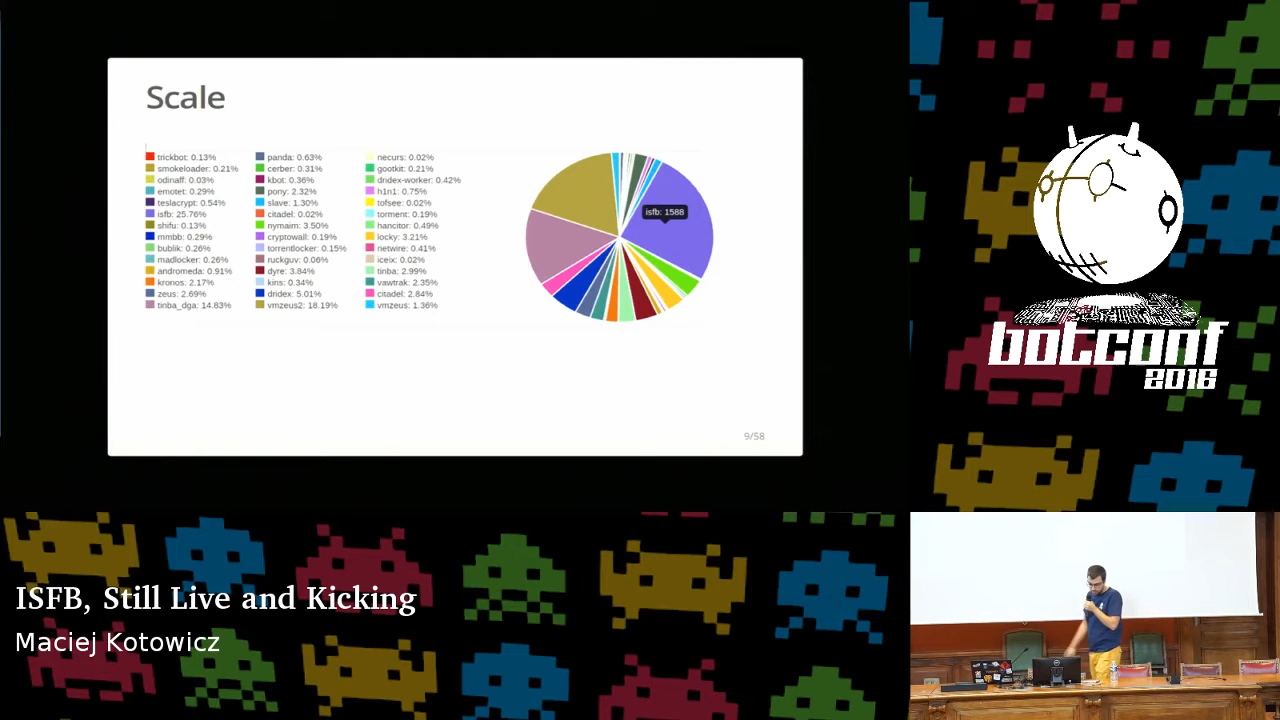 Scale
trickbot: 0.13%
smokeloader: 0.21%
odinaff: 0.03%
emotet: 0.29%
teslacrypt: 0.54%
isfb: 25.76%
shifu: 0.13%
mmbb: 0.29%
bublik: 0.26%
madlocker: 0.26%
andromeda: 0.91%
kronos: 2.17%
zeus: 2.69%
tinba_dga: 14.83%
panda: 0.63%
cerber: 0.31%
kbot: 0.36%
pony: 2.32%
slave: 1.30%
citadel: 0.02%
nymaim: 3.50%
cryptowall: 0.19%
torrentlocker: 0.15%
ruckguv: 0.06%
dyre: 3.84%
kins: 0.34%
dridex: 5.01%
vmzeus2: 18.19%
necurs: 0.02%
gootkit: 0.21%
dridex-worker: 0.42%
h1n1: 0.75%
tofsee: 0.02%
torment: 0.19%
hancitor: 0.49%
locky: 3.21%
netwire: 0.41%
iceix: 0.02%
tinba: 2.99%
vawtrak: 2.35%
citadel: 2.84%
vmzeus: 1.36%
isfb: 1588
9/58
botconf
2016
ISFB, Still Live and Kicking
Maciej Kotowicz